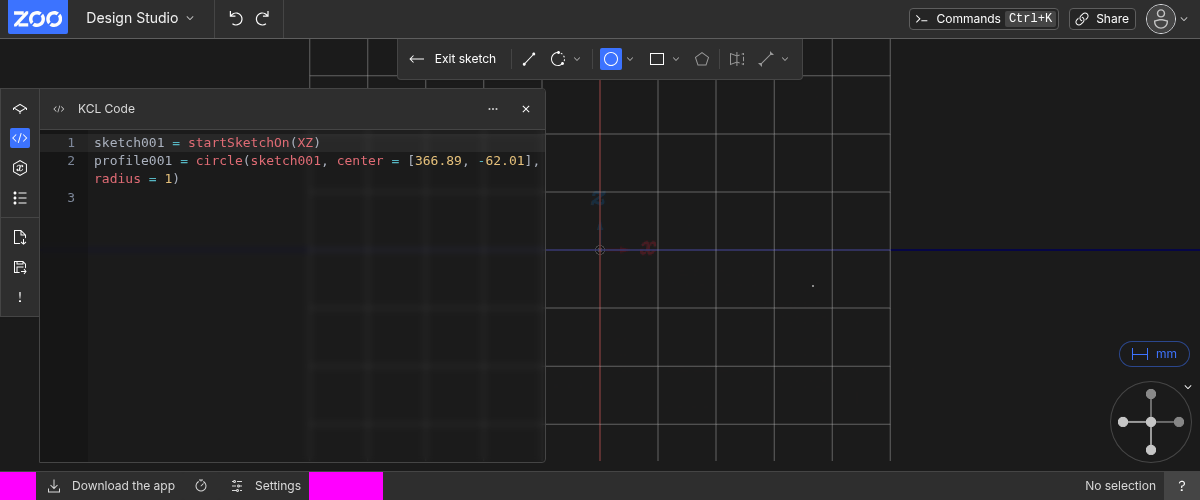 ZOO Design Studio Commands Ctrl+K Share
Exit sketch
KCL Code
1 sketch001 = startSketchOn(XZ)
2 profile001 = circle(sketch001, center = [366.89, -62.01],
radius = 1)
3
z
x
mm
Download the app Settings No selection ?